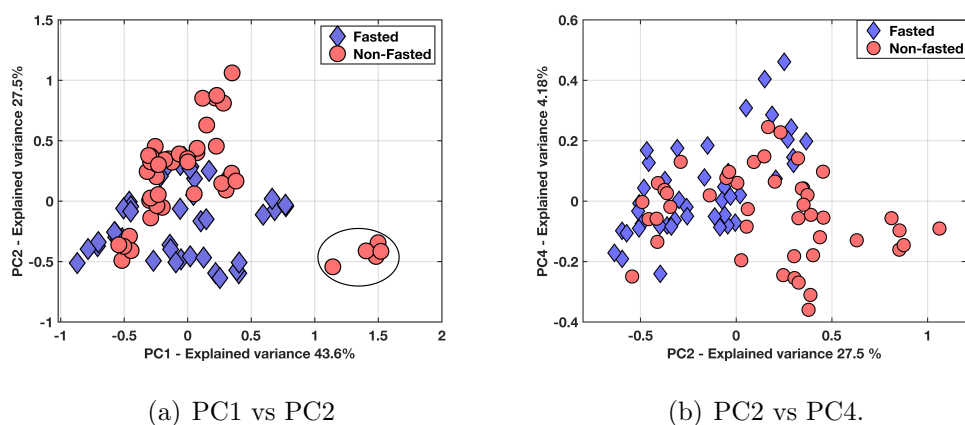 1.5
1
0.5
0
-0.5
-1
-1
-0.5
0
0.5
1
1.5
2
PC1 - Explained variance 43.6%
PC2 - Explained variance 27.5%
Fasted
Non-Fasted
(a) PC1 vs PC2
0.6
0.4
0.2
0
-0.2
-0.4
-0.5
0
0.5
1
PC2 - Explained variance 27.5 %
PC4 - Explained variance 4.18%
Fasted
Non-fasted
(b) PC2 vs PC4.